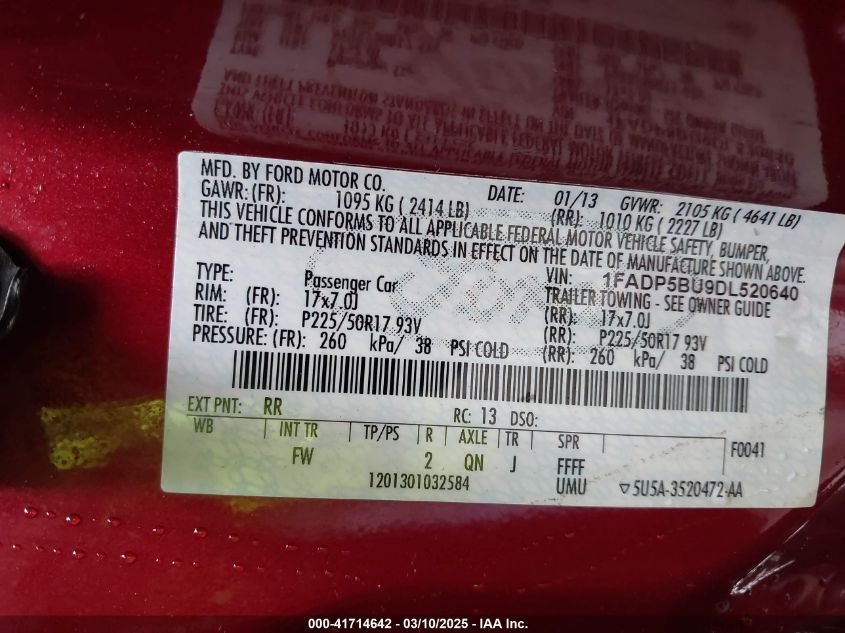 MFD. BY FORD MOTOR CO. DATE: 01/13 GVWR: 2105 KG ( 4641 LB)
GAWR: (FR): 1095 KG ( 2414 LB) (RR): 1010 KG ( 2227 LB)
THIS VEHICLE CONFORMS TO ALL APPLICABLE FEDERAL MOTOR VEHICLE SAFETY, BUMPER,
AND THEFT PREVENTION STANDARDS IN EFFECT ON THE DATE OF MANUFACTURE SHOWN ABOVE.
VIN: 1FADP5BU9DL520640
TYPE: Passenger Car TRAILER TOWING - SEE OWNER GUIDE
RIM: (FR): 17x7.0J (RR): 17x7.0J
TIRE: (FR): P225/50R17 93V (RR): P225/50R17 93V
PRESSURE: (FR): 260 kPa/ 38 PSI COLD (RR): 260 kPa/ 38 PSI COLD
EXT PNT: RR RC: 13 DSO:
WB INT TR TP/PS R AXLE TR SPR F0041
FW 2 QN J FFFF
1201301032584 UMU ▽5U5A-3520472-AA
000-41714642 - 03/10/2025 - IAA Inc.